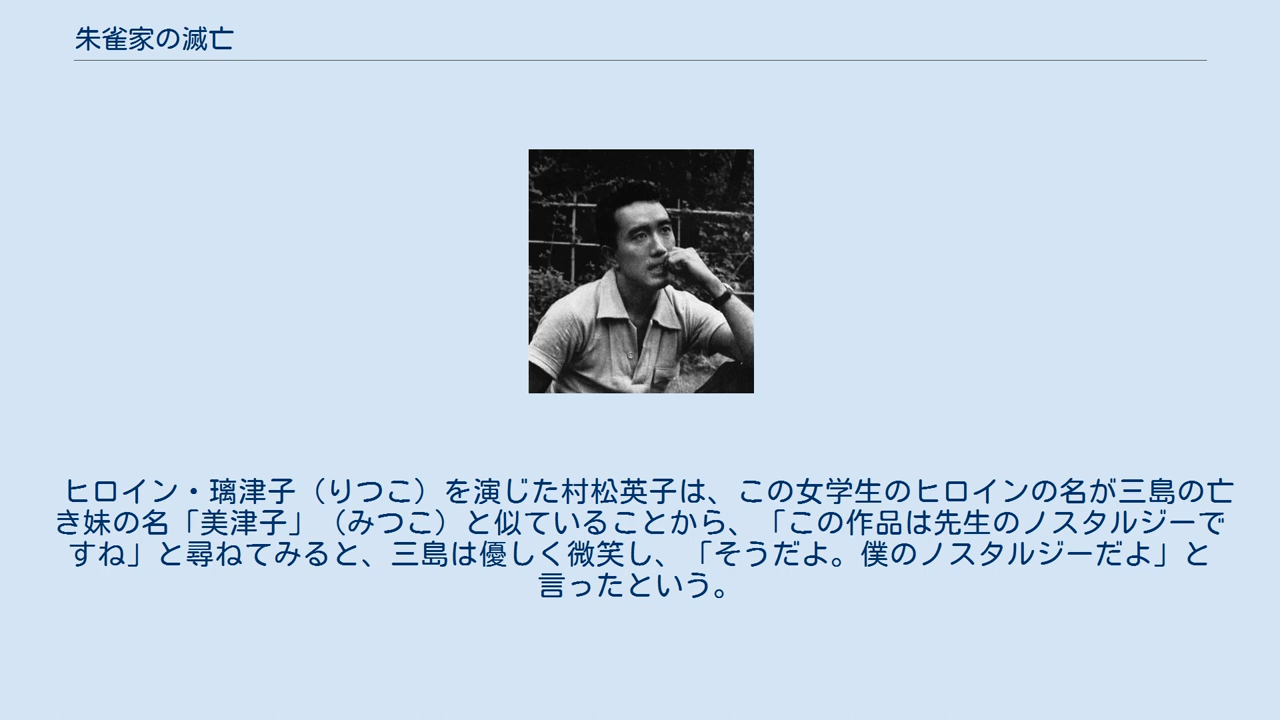 朱雀家の滅亡
ヒロイン・璃津子（りつこ）を演じた村松英子は、この女学生のヒロインの名が三島の亡
き妹の名「美津子」（みつこ）と似ていることから、「この作品は先生のノスタルジーで
すね」と尋ねてみると、三島は優しく微笑し、「そうだよ。僕のノスタルジーだよ」と
言ったという。